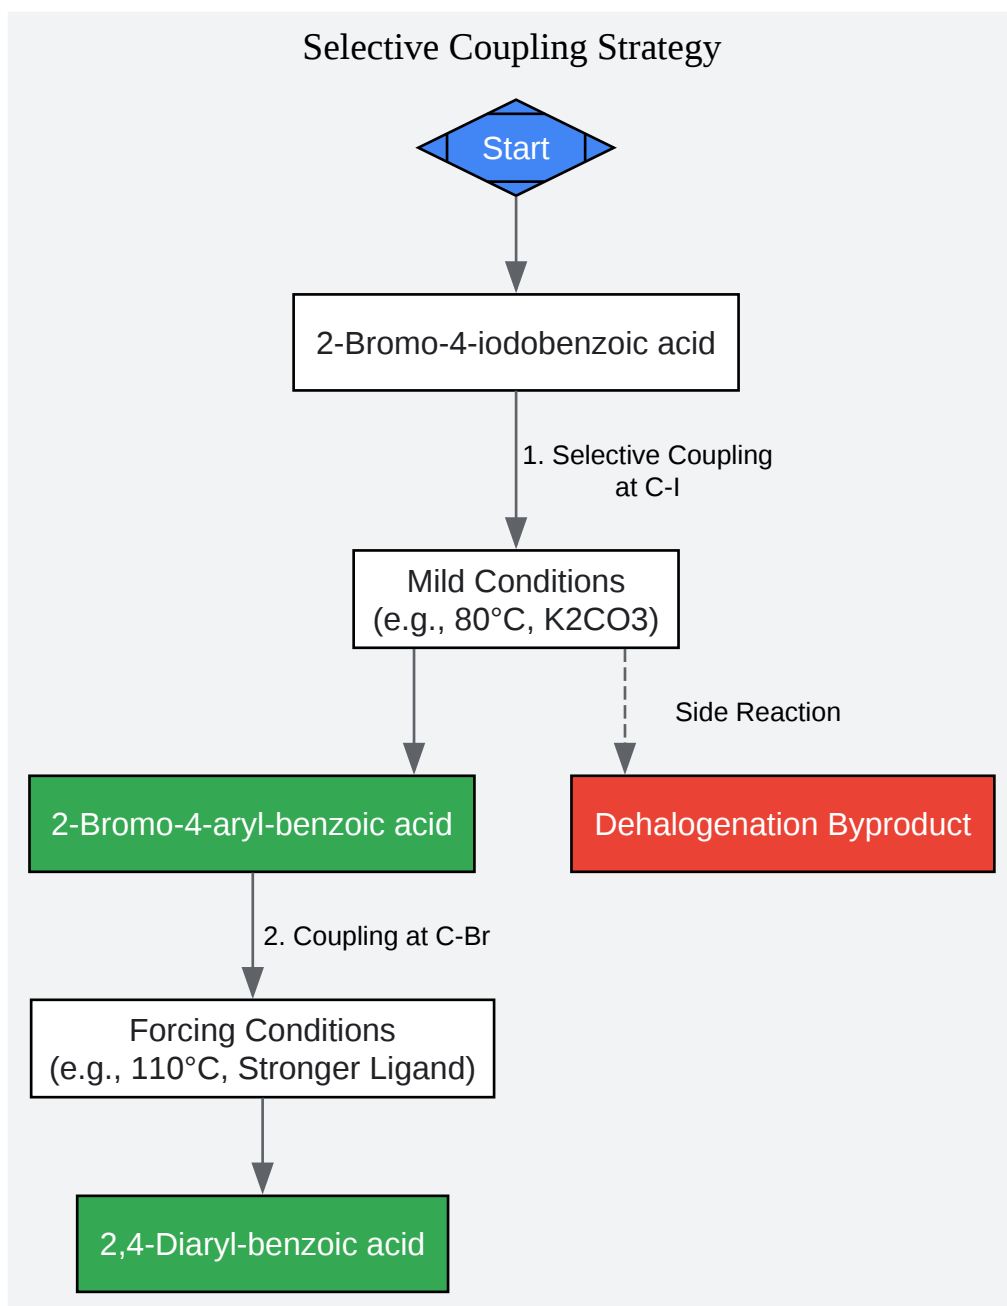 Selective Coupling Strategy
Start
2-Bromo-4-iodobenzoic acid
1. Selective Coupling
at C-I
Mild Conditions
(e.g., 80°C, K2CO3)
Side Reaction
2-Bromo-4-aryl-benzoic acid
Dehalogenation Byproduct
2. Coupling at C-Br
Forcing Conditions
(e.g., 110°C, Stronger Ligand)
2,4-Diaryl-benzoic acid